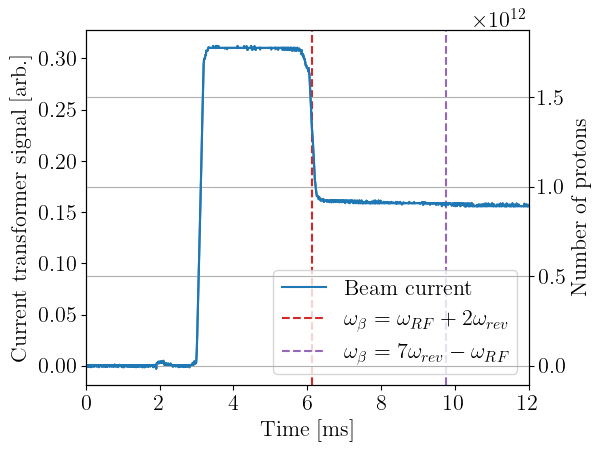 ×10¹²
Current transformer signal [arb.]
0.30
0.25
0.20
0.15
0.10
0.05
0.00
1.5
1.0
0.5
0.0
Number of protons
Beam current
ω_β = ω_RF + 2ω_rev
ω_β = 7ω_rev − ω_RF
0 2 4 6 8 10 12
Time [ms]